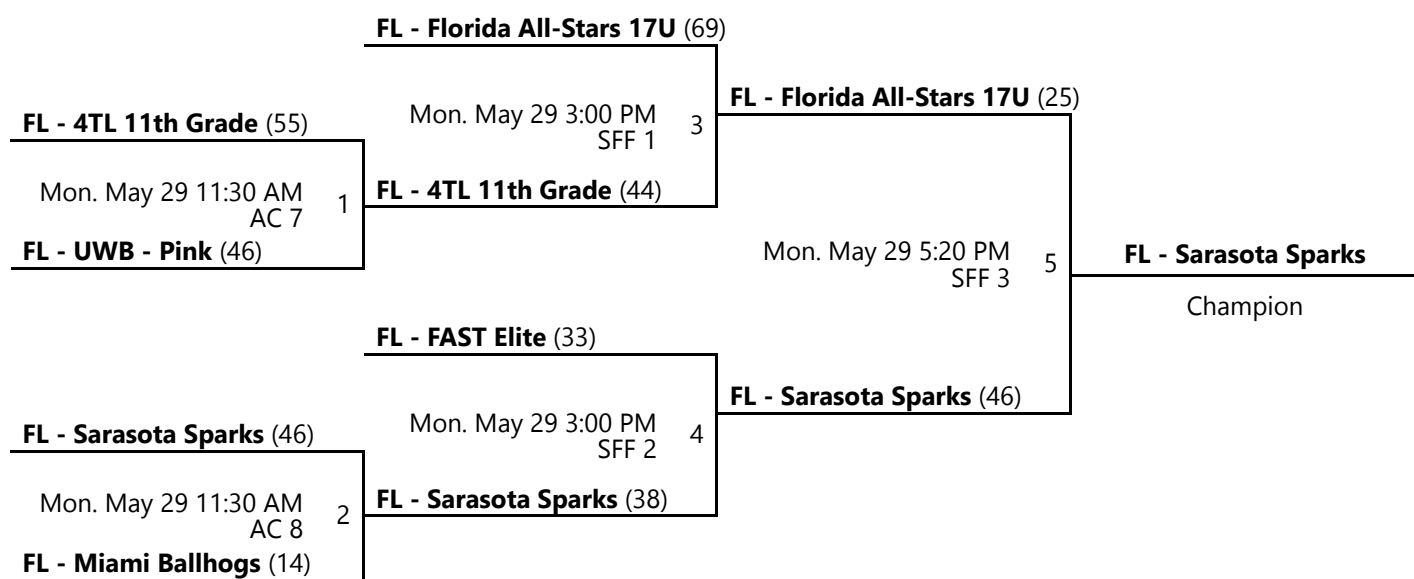 FL - Florida All-Stars 17U (69)
Mon. May 29 3:00 PM
SFF 1
3
FL - Florida All-Stars 17U (25)
FL - 4TL 11th Grade (55)
Mon. May 29 11:30 AM
AC 7
1
FL - 4TL 11th Grade (44)
FL - UWB - Pink (46)
Mon. May 29 5:20 PM
SFF 3
5
FL - Sarasota Sparks
Champion
FL - FAST Elite (33)
Mon. May 29 3:00 PM
SFF 2
4
FL - Sarasota Sparks (46)
FL - Sarasota Sparks (46)
Mon. May 29 11:30 AM
AC 8
2
FL - Sarasota Sparks (38)
FL - Miami Ballhogs (14)